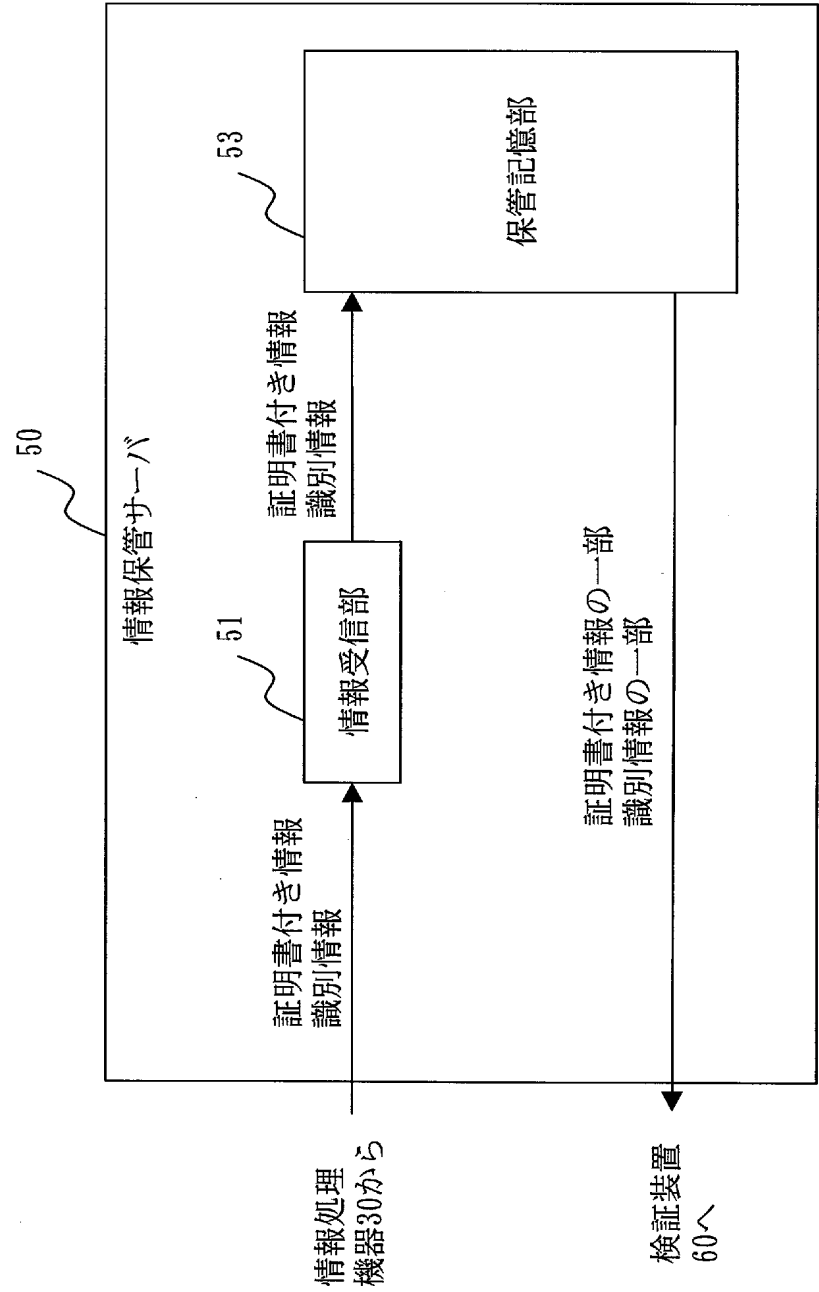 50
情報保管サーバ
情報処理
機器30から
証明書付き情報
識別情報
51
情報受信部
証明書付き情報
識別情報
53
保管記憶部
証明書付き情報の一部
識別情報の一部
検証装置
60へ